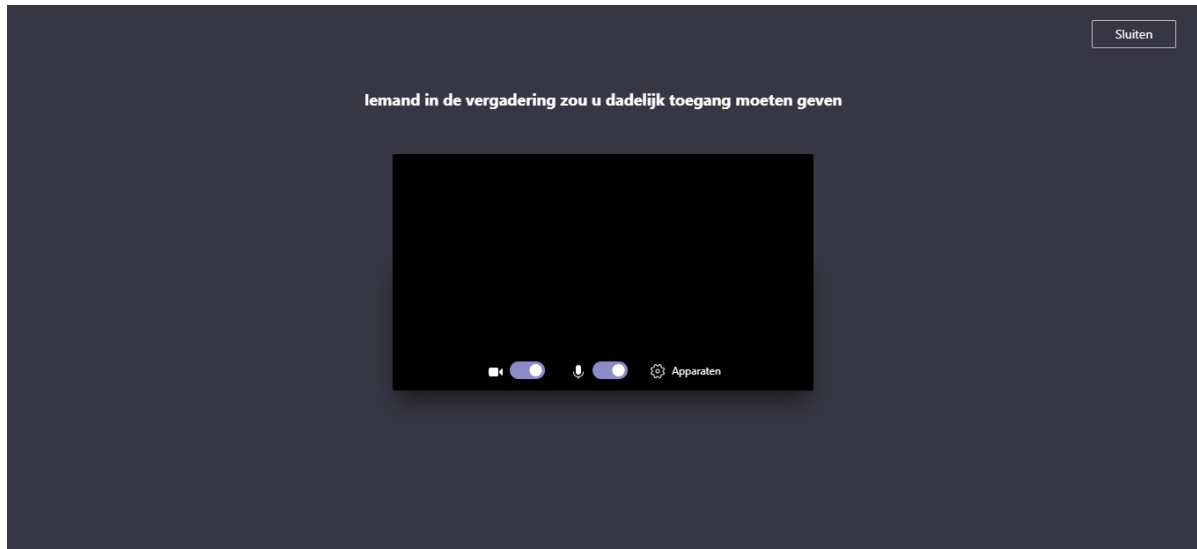 Sluiten
Iemand in de vergadering zou u dadelijk toegang moeten geven
Apparaten